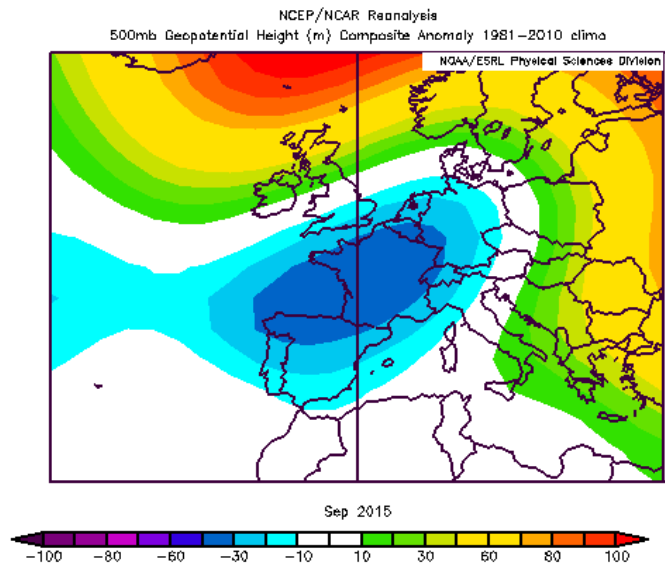 NCEP/NCAR Reanalysis
500mb Geopotential Height (m) Composite Anomaly 1981-2010 climo
NOAA/ESRL Physical Sciences Division
Sep 2015
-100 -80 -60 -30 -10 10 30 60 80 100